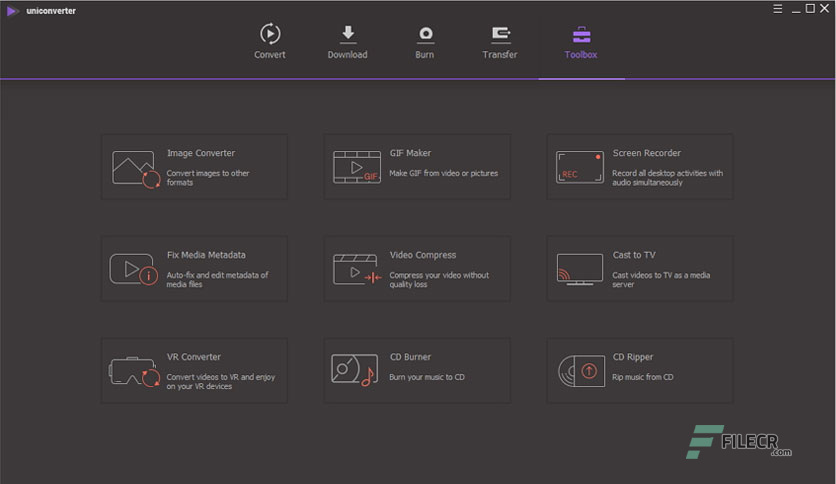 uniconverter
Convert
Download
Burn
Transfer
Toolbox
Image Converter
Convert images to other
formats
GIF
GIF Maker
Make GIF from video or pictures
REC
Screen Recorder
Record all desktop activities with
audio simultaneously
Fix Media Metadata
Auto-fix and edit metadata of
media files
Video Compress
Compress your video without
quality loss
Cast to TV
Cast videos to TV as a media
server
VR Converter
Convert videos to VR and enjoy
on your VR devices
CD Burner
Burn your music to CD
CD Ripper
Rip music from CD
FILECR
.com